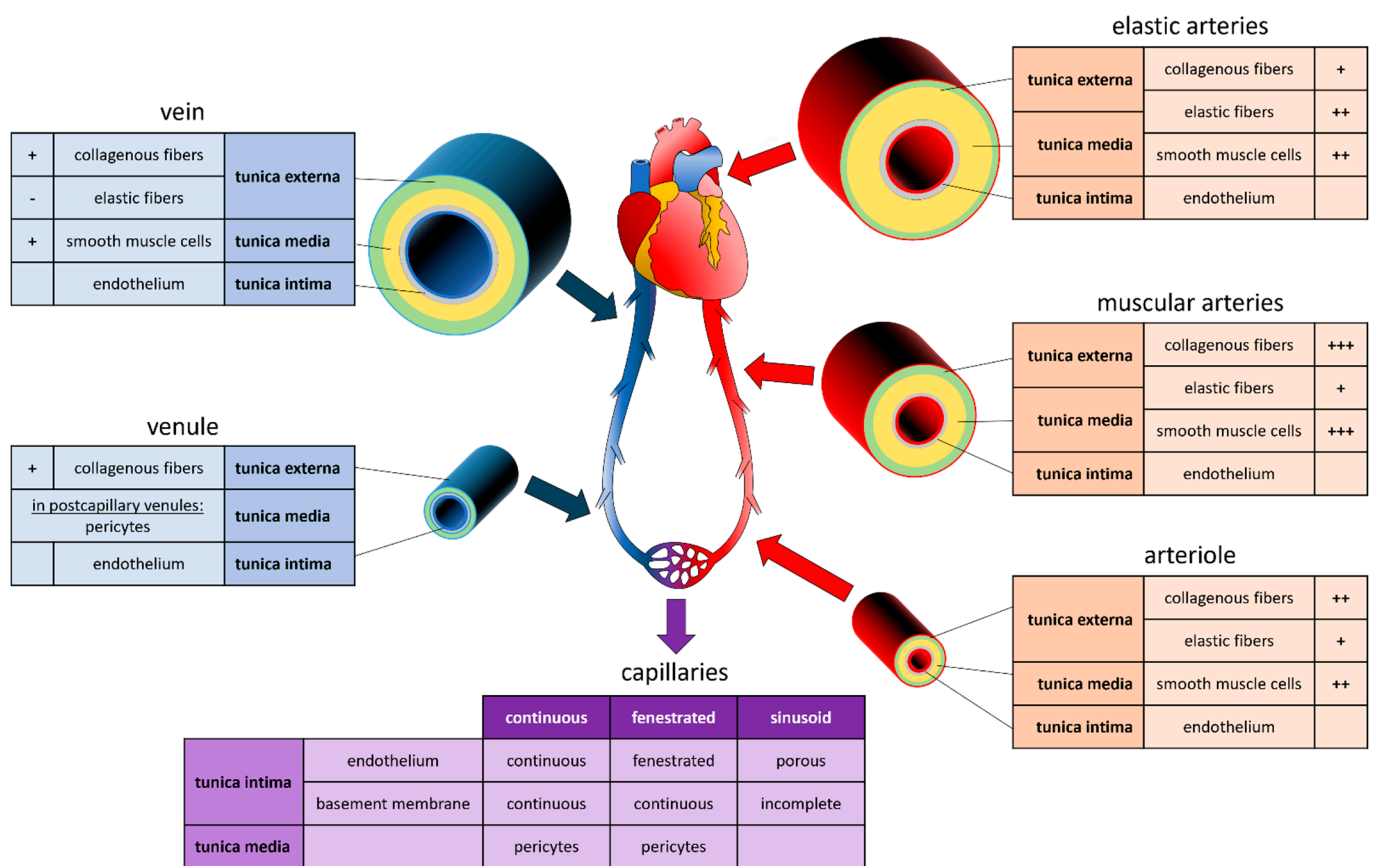 elastic arteries
tunica externa collagenous fibers +
elastic fibers ++
tunica media smooth muscle cells ++
tunica intima endothelium
vein
+ collagenous fibers tunica externa
- elastic fibers
+ smooth muscle cells tunica media
endothelium tunica intima
muscular arteries
tunica externa collagenous fibers +++
elastic fibers +
tunica media smooth muscle cells +++
tunica intima endothelium
venule
+ collagenous fibers tunica externa
in postcapillary venules:
pericytes tunica media
endothelium tunica intima
arteriole
tunica externa collagenous fibers ++
elastic fibers +
tunica media smooth muscle cells ++
tunica intima endothelium
capillaries
continuous fenestrated sinusoid
tunica intima endothelium continuous fenestrated porous
basement membrane continuous continuous incomplete
tunica media pericytes pericytes